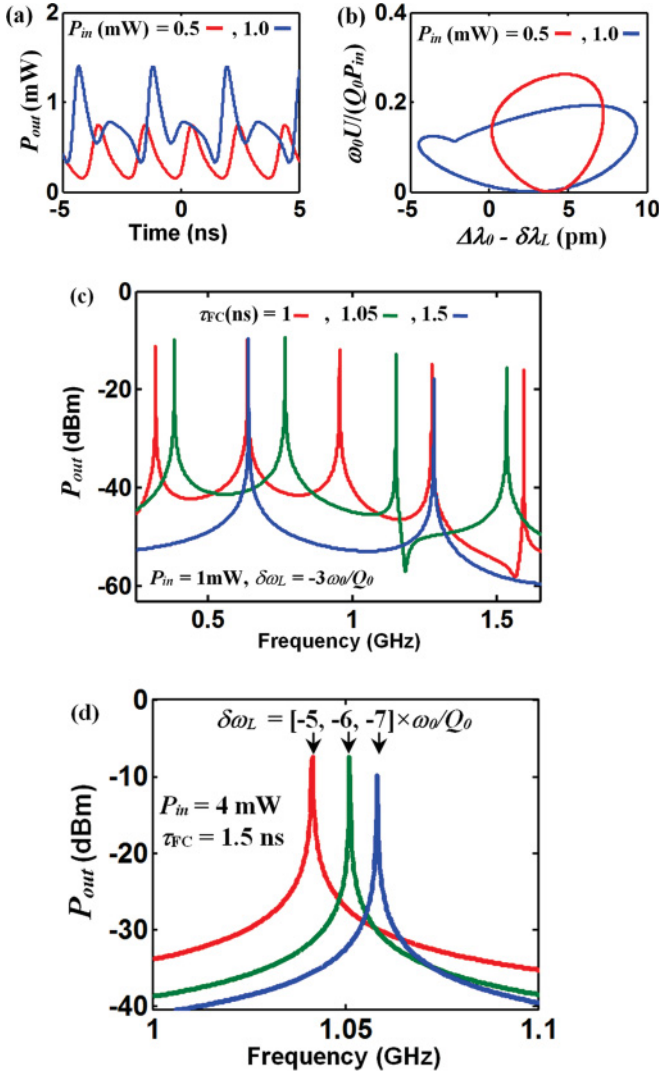 (a)
P_in (mW) = 0.5 , 1.0
2
1
0
P_out (mW)
-5 0 5
Time (ns)
(b)
P_in (mW) = 0.5 , 1.0
0.4
0.2
0
ω₀U/(Q₀P_in)
-5 0 5 10
Δλ₀ - δλ_L (pm)
(c)
τ_FC(ns) = 1 , 1.05 , 1.5
0
-20
-40
-60
P_out (dBm)
P_in = 1mW, δω_L = -3ω₀/Q₀
0.5 1 1.5
Frequency (GHz)
(d)
δω_L = [-5, -6, -7]×ω₀/Q₀
P_in = 4 mW
τ_FC = 1.5 ns
0
-10
-20
-30
-40
P_out (dBm)
1 1.05 1.1
Frequency (GHz)